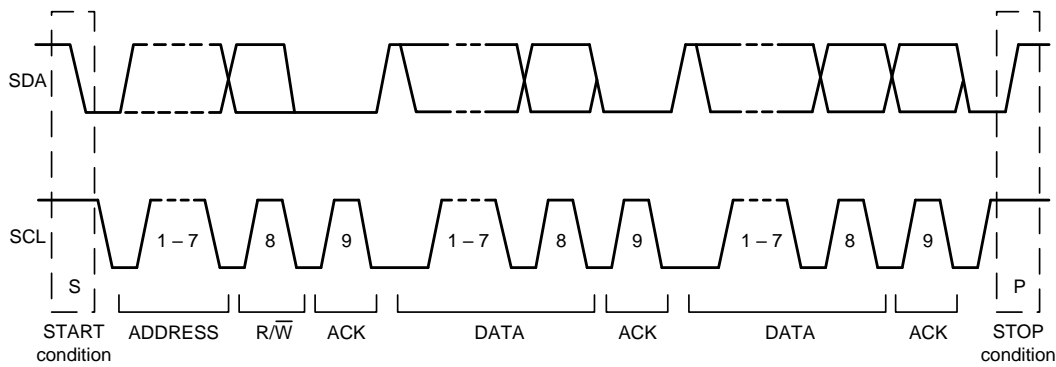 SDA
SCL
1 – 7 8 9 1 – 7 8 9 1 – 7 8 9
S P
START condition
ADDRESS R/W̅ ACK DATA ACK DATA ACK
STOP condition